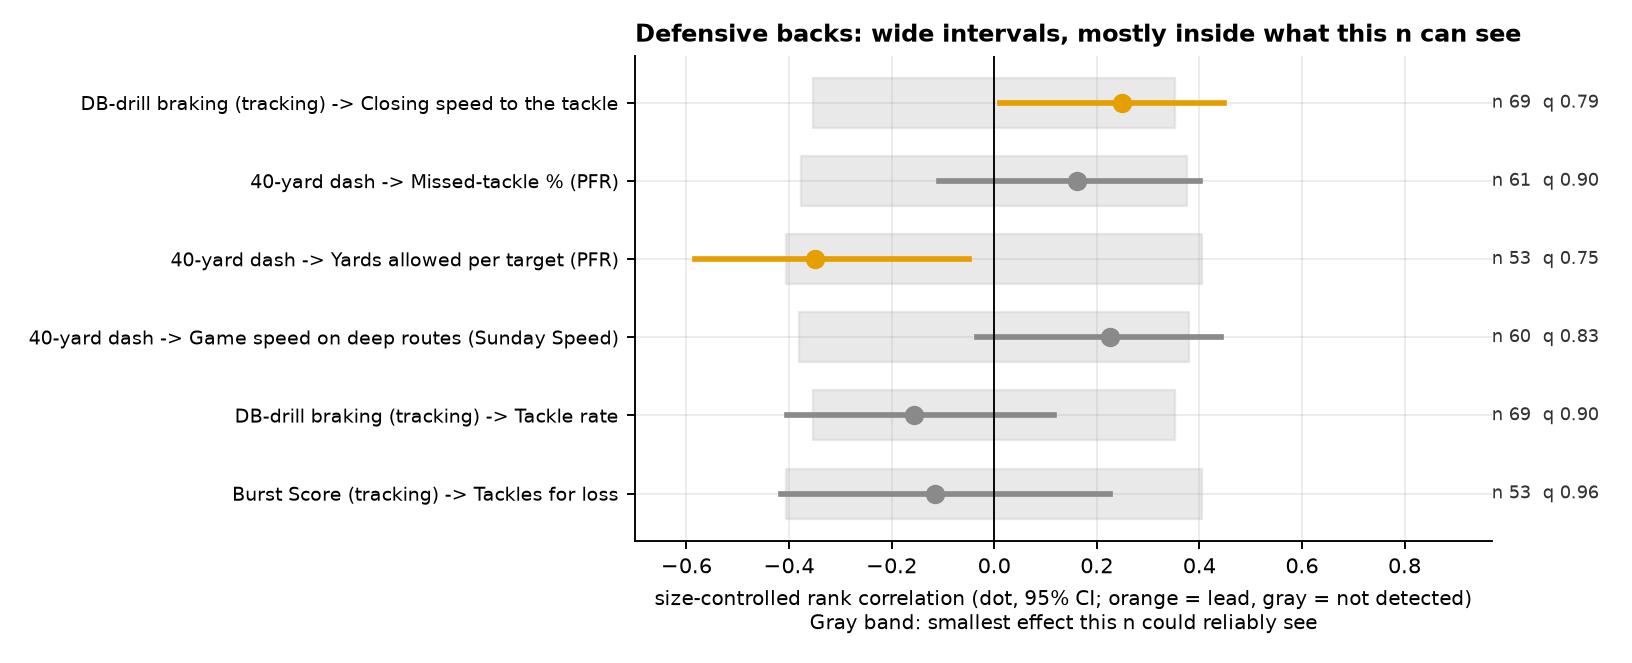 Defensive backs: wide intervals, mostly inside what this n can see
DB-drill braking (tracking) -> Closing speed to the tackle
n 69 q 0.79
40-yard dash -> Missed-tackle % (PFR)
n 61 q 0.90
40-yard dash -> Yards allowed per target (PFR)
n 53 q 0.75
40-yard dash -> Game speed on deep routes (Sunday Speed)
n 60 q 0.83
DB-drill braking (tracking) -> Tackle rate
n 69 q 0.90
Burst Score (tracking) -> Tackles for loss
n 53 q 0.96
−0.6 −0.4 −0.2 0.0 0.2 0.4 0.6 0.8
size-controlled rank correlation (dot, 95% CI; orange = lead, gray = not detected)
Gray band: smallest effect this n could reliably see